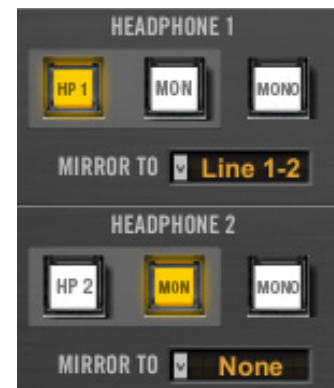 HEADPHONE 1
HP 1 MON MONO
MIRROR TO v Line 1-2
HEADPHONE 2
HP 2 MON MONO
MIRROR TO v None